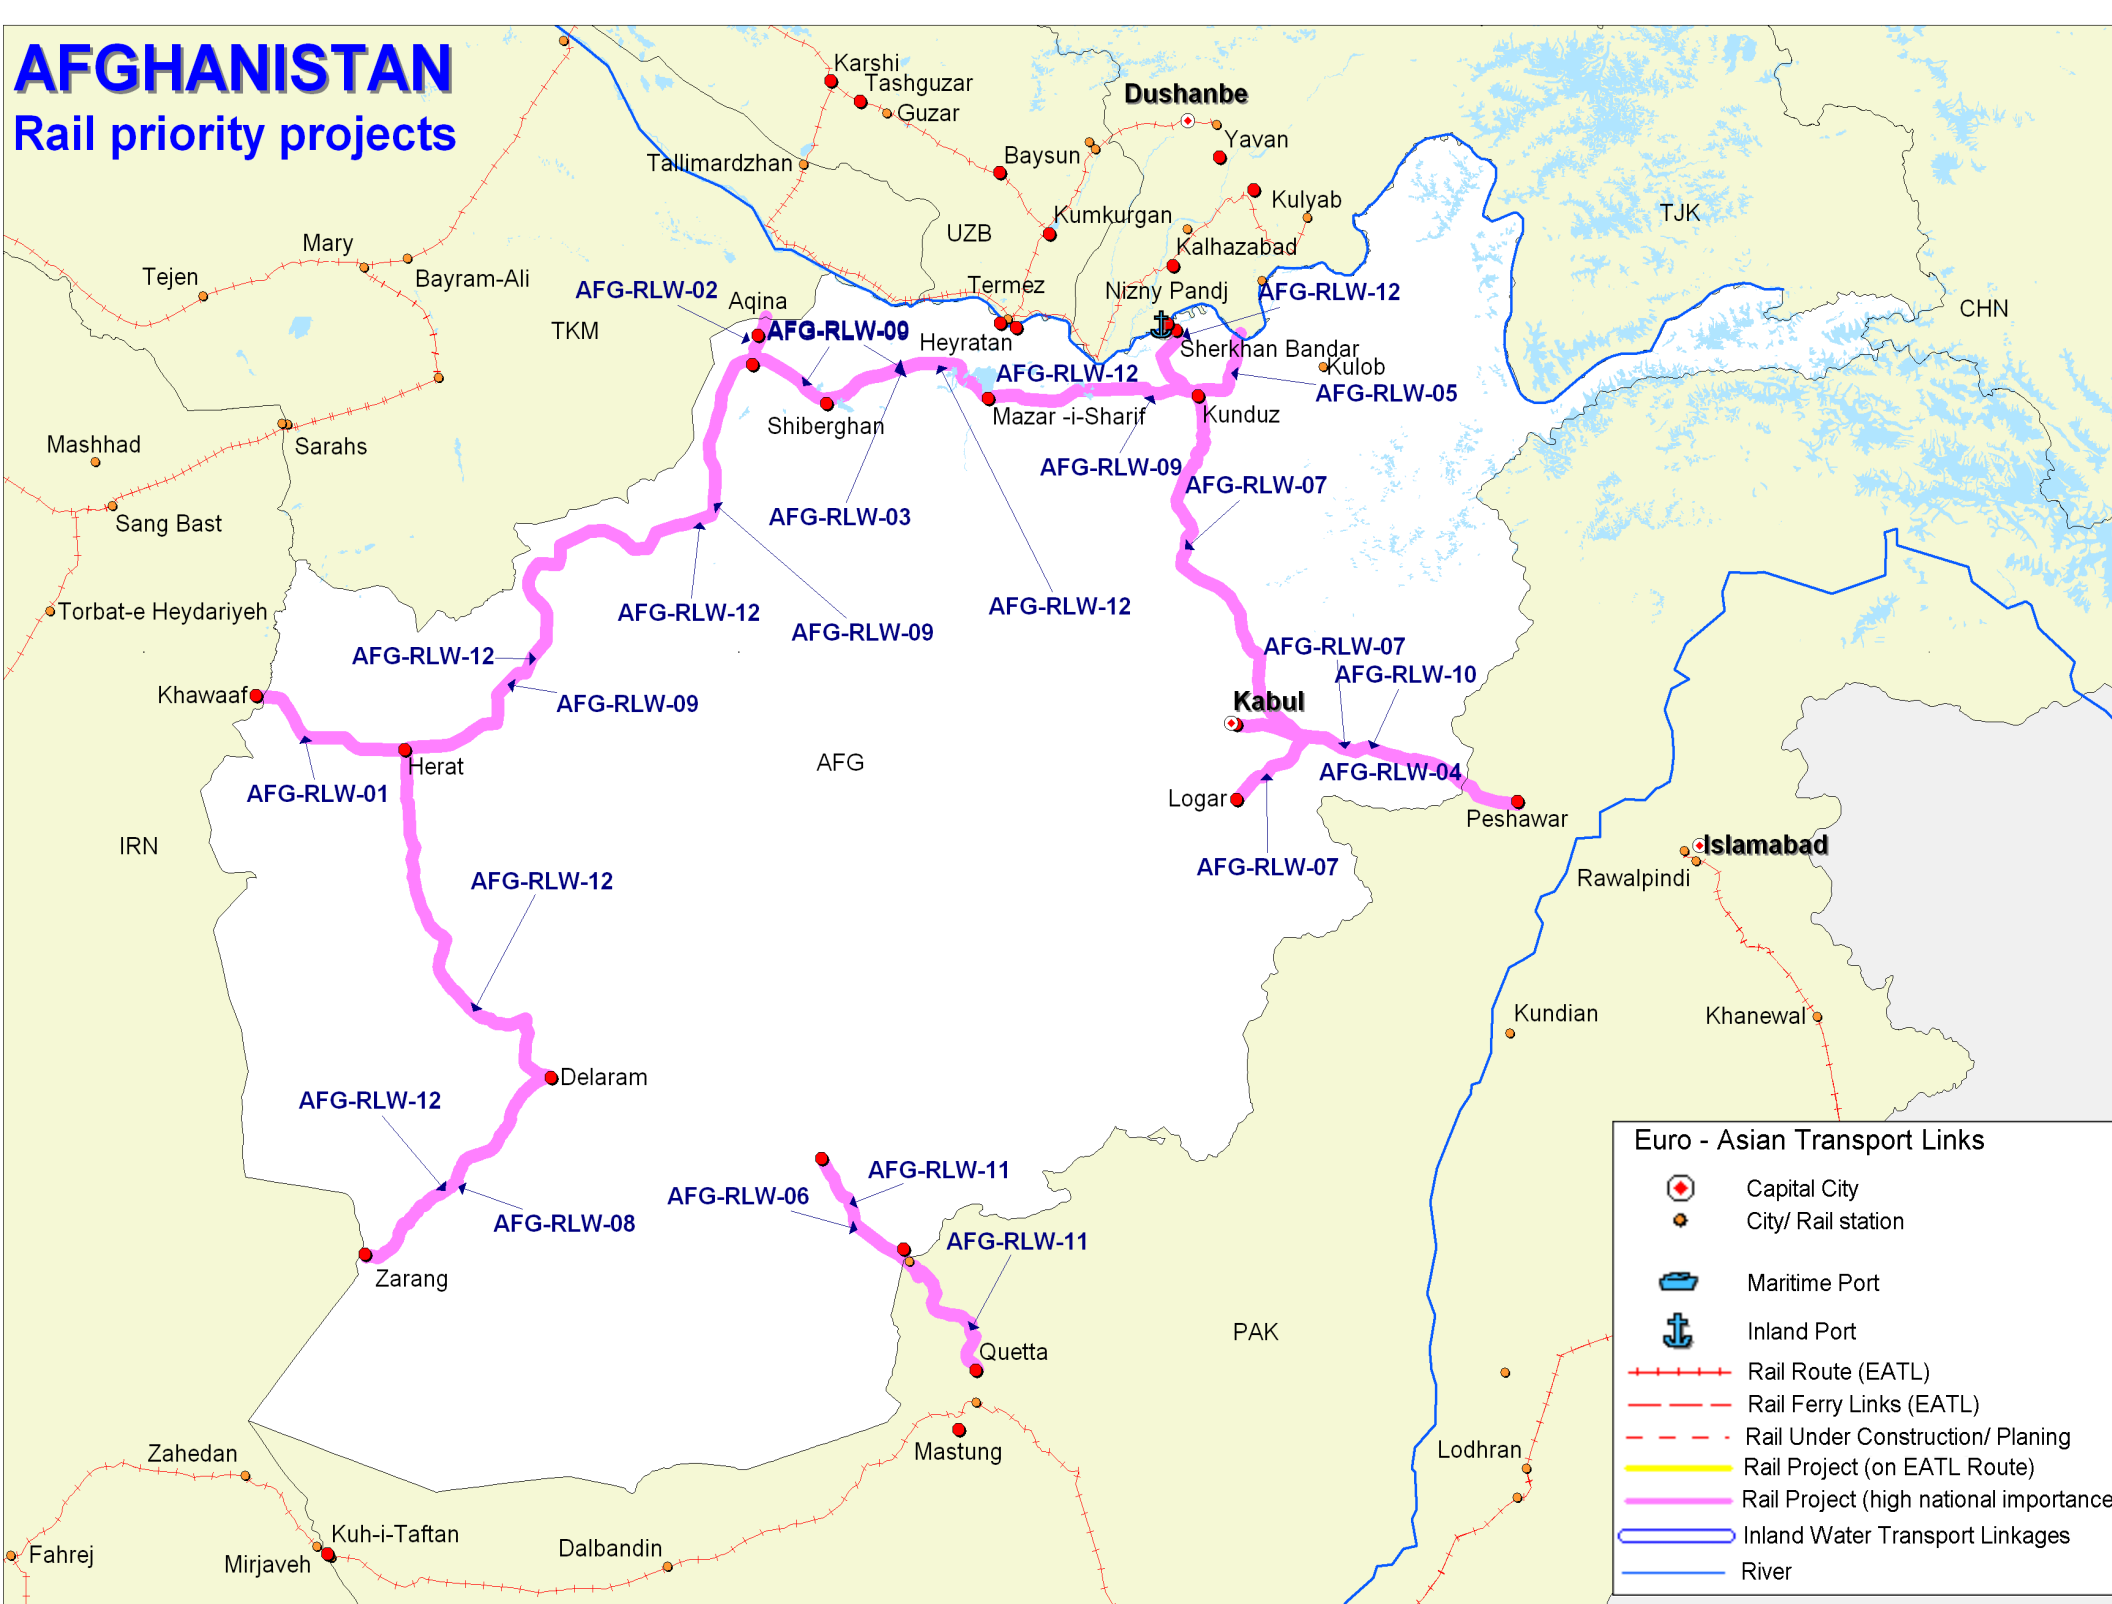 AFGHANISTAN
Rail priority projects
Karshi
Tashguzar
Guzar
Dushanbe
Yavan
Tallimardzhan
Baysun
Kulyab
TJK
Kumkurgan
UZB
Mary
Kalhazabad
Tejen
Bayram-Ali
AFG-RLW-02
Aqina
Termez
Nizny Pandj
AFG-RLW-12
CHN
TKM
AFG-RLW-09
Heyratan
Sherkhan Bandar
Kulob
AFG-RLW-12
AFG-RLW-05
Shiberghan
Mazar -i-Sharif
Kunduz
Mashhad
Sarahs
AFG-RLW-09
AFG-RLW-07
AFG-RLW-03
Sang Bast
Torbat-e Heydariyeh
AFG-RLW-12
AFG-RLW-12
AFG-RLW-09
AFG-RLW-12
AFG-RLW-07
AFG-RLW-10
Khawaaf
AFG-RLW-09
Kabul
Herat
AFG
AFG-RLW-04
AFG-RLW-01
Logar
Peshawar
IRN
Islamabad
AFG-RLW-07
Rawalpindi
AFG-RLW-12
Kundian
Khanewal
Delaram
AFG-RLW-12
Euro - Asian Transport Links
AFG-RLW-11
AFG-RLW-06
Capital City
AFG-RLW-08
City/ Rail station
AFG-RLW-11
Zarang
Maritime Port
PAK
Inland Port
Quetta
Rail Route (EATL)
Rail Ferry Links (EATL)
Rail Under Construction/ Planing
Zahedan
Mastung
Lodhran
Rail Project (on EATL Route)
Rail Project (high national importance
Kuh-i-Taftan
Inland Water Transport Linkages
Fahrej
Mirjaveh
Dalbandin
River